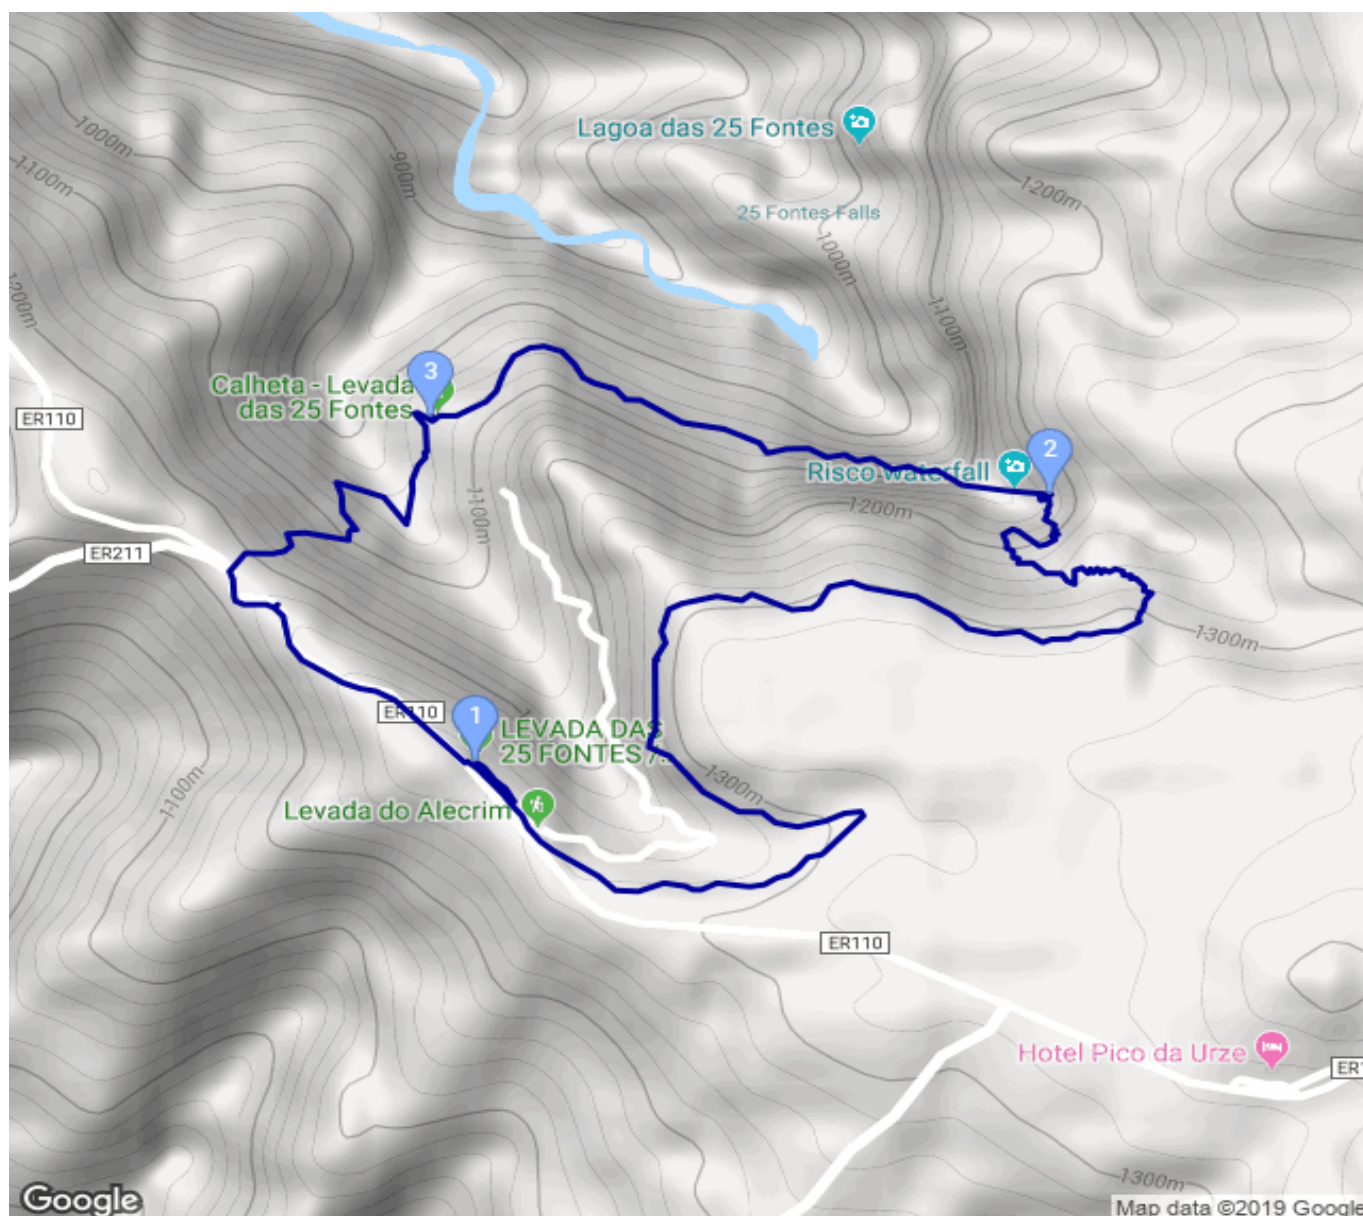 Lagoa das 25 Fontes
1000m
1100m
900m
1200m
25 Fontes Falls
1000m
1200m
1100m
3
Calheta - Levada
das 25 Fontes
ER110
2
Risco waterfall
1100m
1200m
ER211
1300m
ER110
1
LEVADA DAS
25 FONTES /...
1300m
1100m
Levada do Alecrim
ER110
Hotel Pico da Urze
ER1
1300m
Google
Map data ©2019 Google